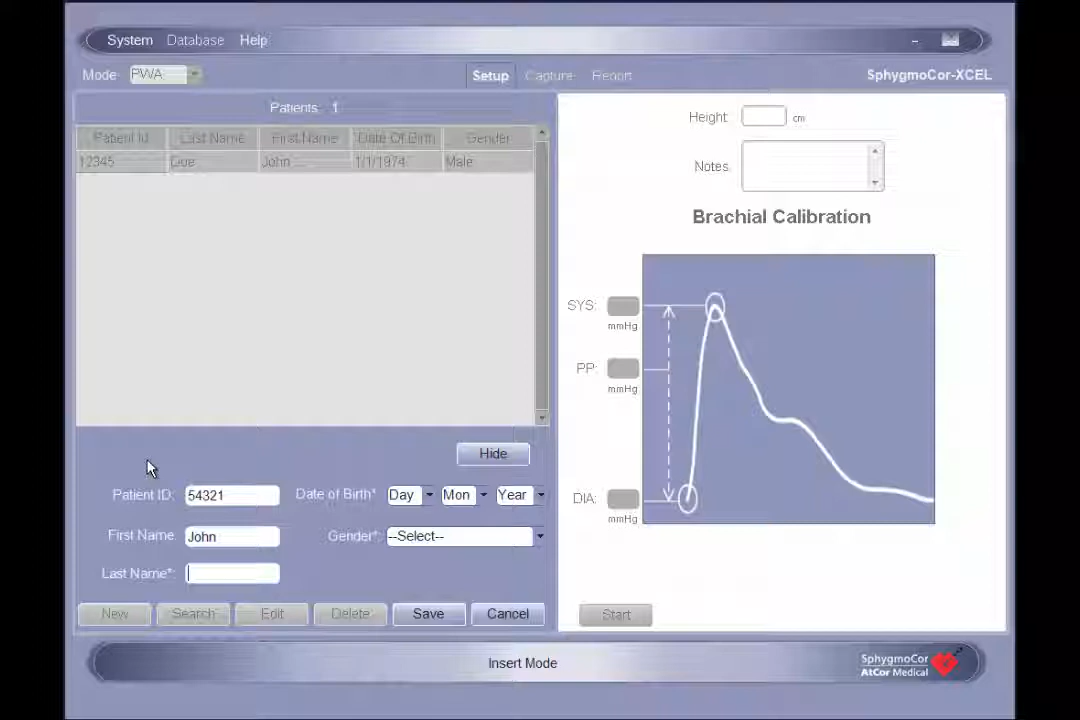 System Database Help
Mode: PWA Setup Capture Report SphygmoCor-XCEL
Patients: 1
Patient Id Last Name First Name Date Of Birth Gender
12345 Doe John 1/1/1974 Male
Height: cm
Notes
Brachial Calibration
SYS:
mmHg
PP:
mmHg
DIA:
mmHg
Hide
Patient ID: 54321 Date of Birth* Day Mon Year
First Name: John Gender*: --Select--
Last Name*:
New Search Edit Delete Save Cancel Start
Insert Mode
SphygmoCor
AtCor Medical